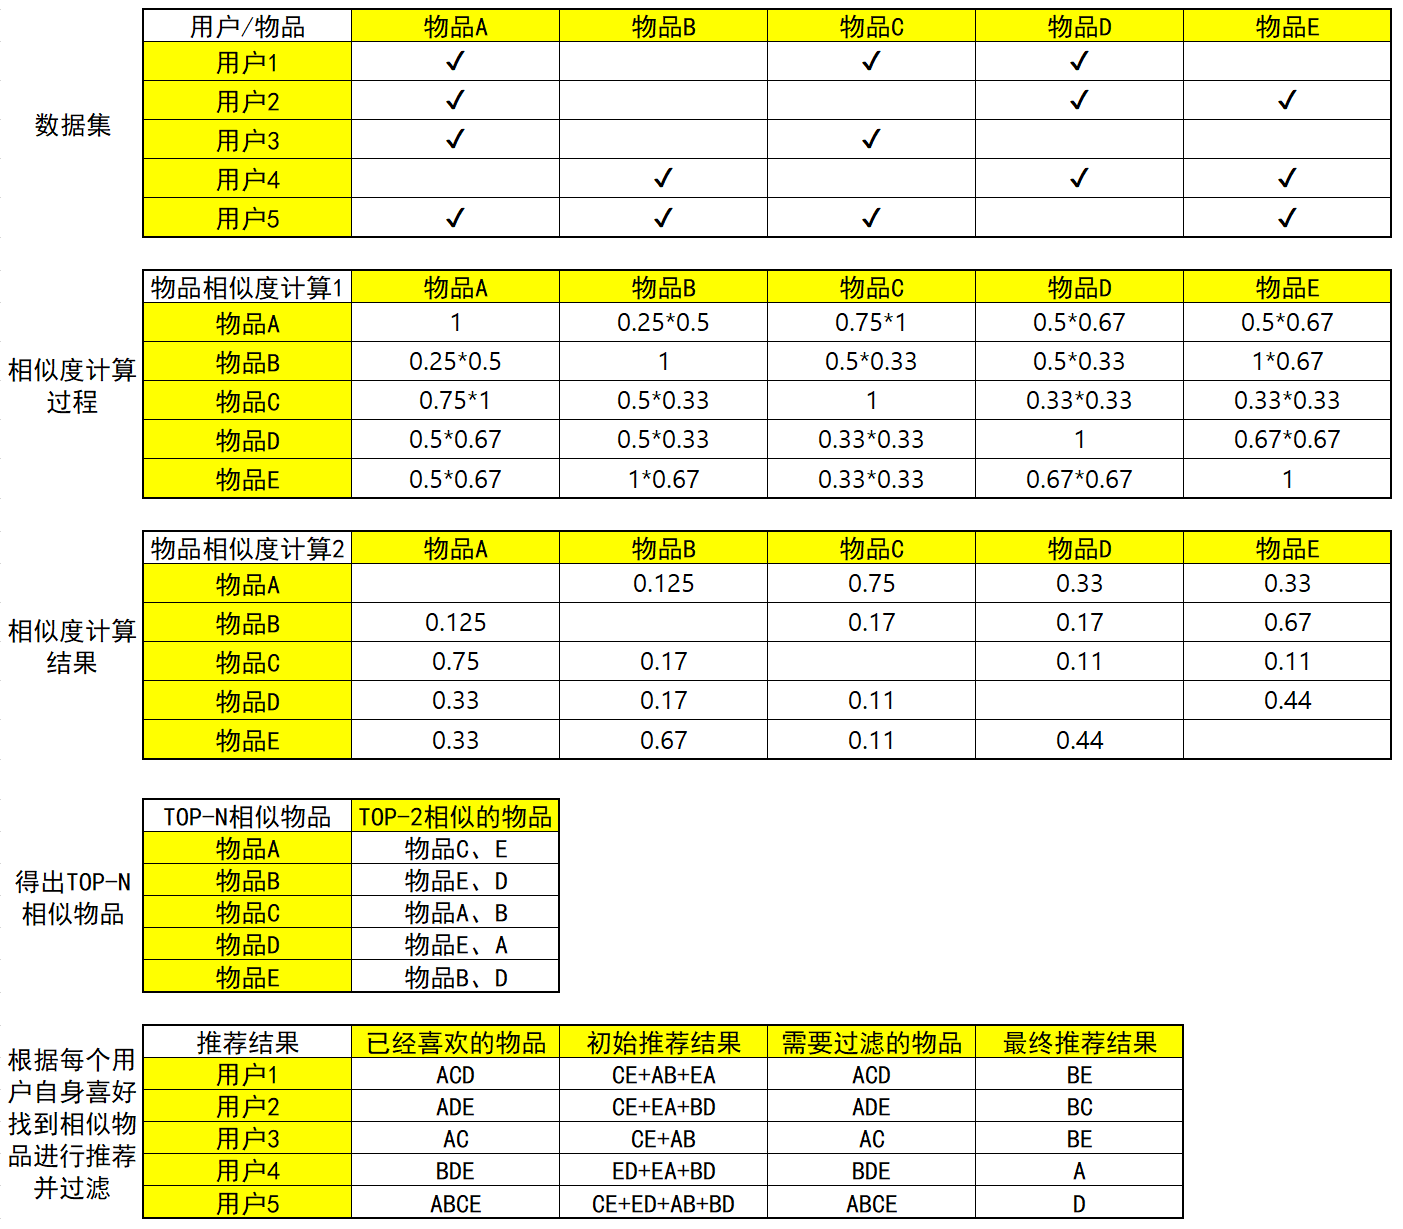 用户/物品 物品A 物品B 物品C 物品D 物品E
用户1 ✓ ✓ ✓
用户2 ✓ ✓ ✓
数据集
用户3 ✓ ✓
用户4 ✓ ✓ ✓
用户5 ✓ ✓ ✓ ✓
物品相似度计算1 物品A 物品B 物品C 物品D 物品E
物品A 1 0.25*0.5 0.75*1 0.5*0.67 0.5*0.67
相似度计算
过程
物品B 0.25*0.5 1 0.5*0.33 0.5*0.33 1*0.67
物品C 0.75*1 0.5*0.33 1 0.33*0.33 0.33*0.33
物品D 0.5*0.67 0.5*0.33 0.33*0.33 1 0.67*0.67
物品E 0.5*0.67 1*0.67 0.33*0.33 0.67*0.67 1
物品相似度计算2 物品A 物品B 物品C 物品D 物品E
物品A 0.125 0.75 0.33 0.33
相似度计算
结果
物品B 0.125 0.17 0.17 0.67
物品C 0.75 0.17 0.11 0.11
物品D 0.33 0.17 0.11 0.44
物品E 0.33 0.67 0.11 0.44
TOP-N相似物品 TOP-2相似的物品
物品A 物品C、E
得出TOP-N
相似物品
物品B 物品E、D
物品C 物品A、B
物品D 物品E、A
物品E 物品B、D
推荐结果 已经喜欢的物品 初始推荐结果 需要过滤的物品 最终推荐结果
根据每个用
户自身喜好
找到相似物
品进行推荐
并过滤
用户1 ACD CE+AB+EA ACD BE
用户2 ADE CE+EA+BD ADE BC
用户3 AC CE+AB AC BE
用户4 BDE ED+EA+BD BDE A
用户5 ABCE CE+ED+AB+BD ABCE D